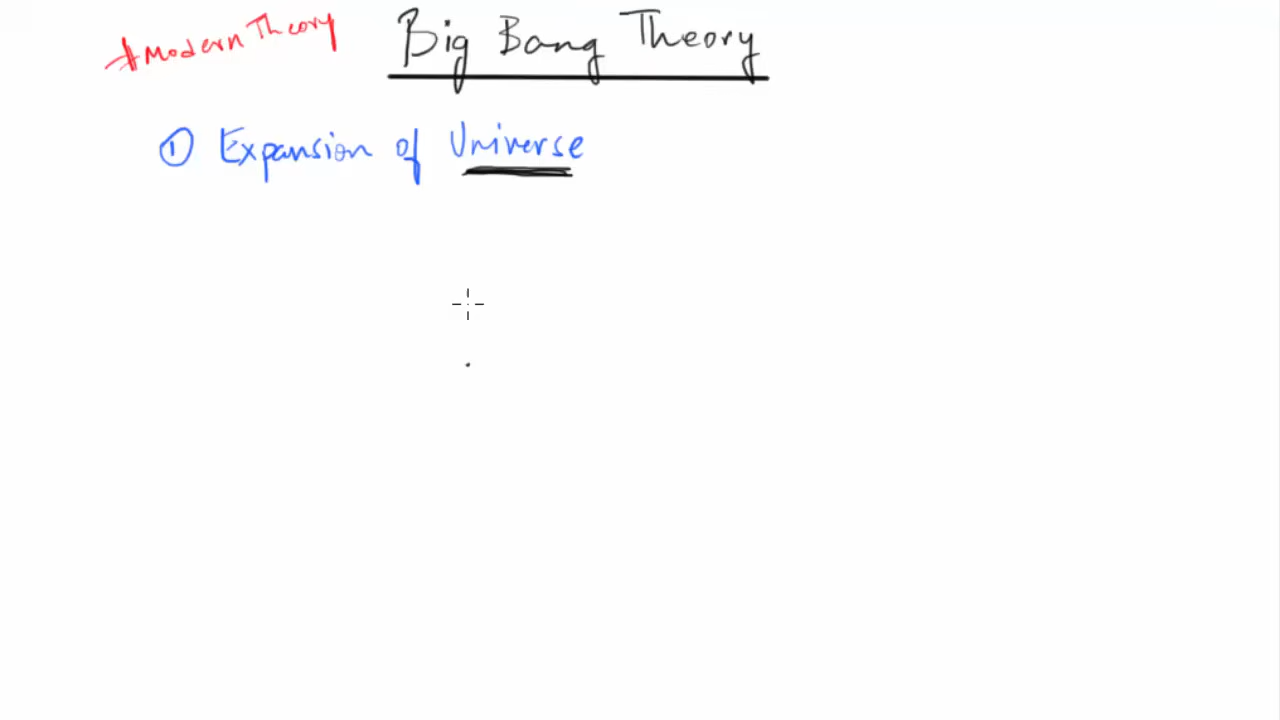 *Modern Theory
Big Bang Theory
① Expansion of Universe